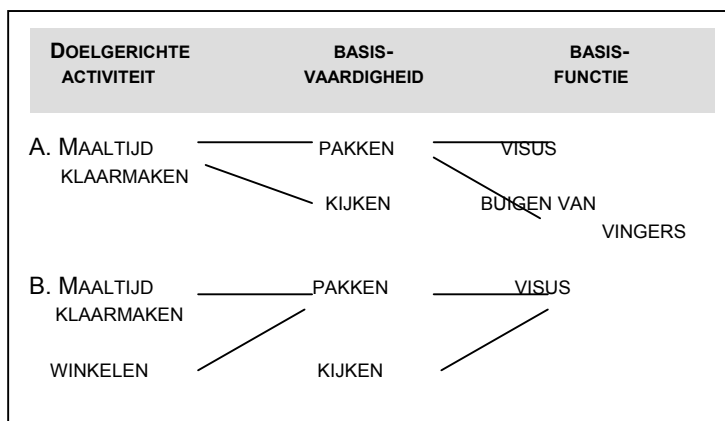 DOELGERICHTE BASIS- BASIS-
ACTIVITEIT VAARDIGHEID FUNCTIE
A. MAALTIJD PAKKEN VISUS
KLAARMAKEN
KIJKEN BUIGEN VAN
VINGERS
B. MAALTIJD PAKKEN VISUS
KLAARMAKEN
WINKELEN KIJKEN